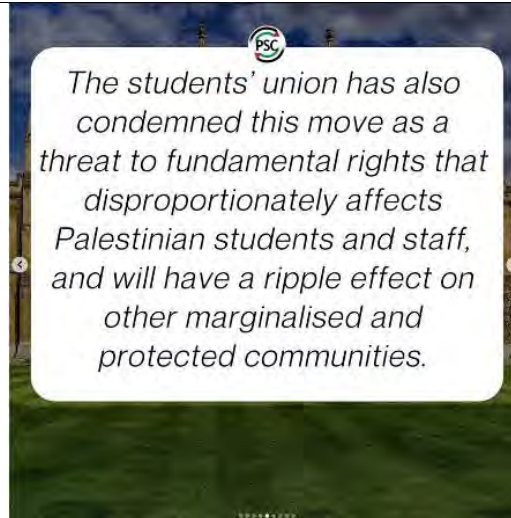 PSC
The students’ union has also
condemned this move as a
threat to fundamental rights that
disproportionately affects
Palestinian students and staff,
and will have a ripple effect on
other marginalised and
protected communities.